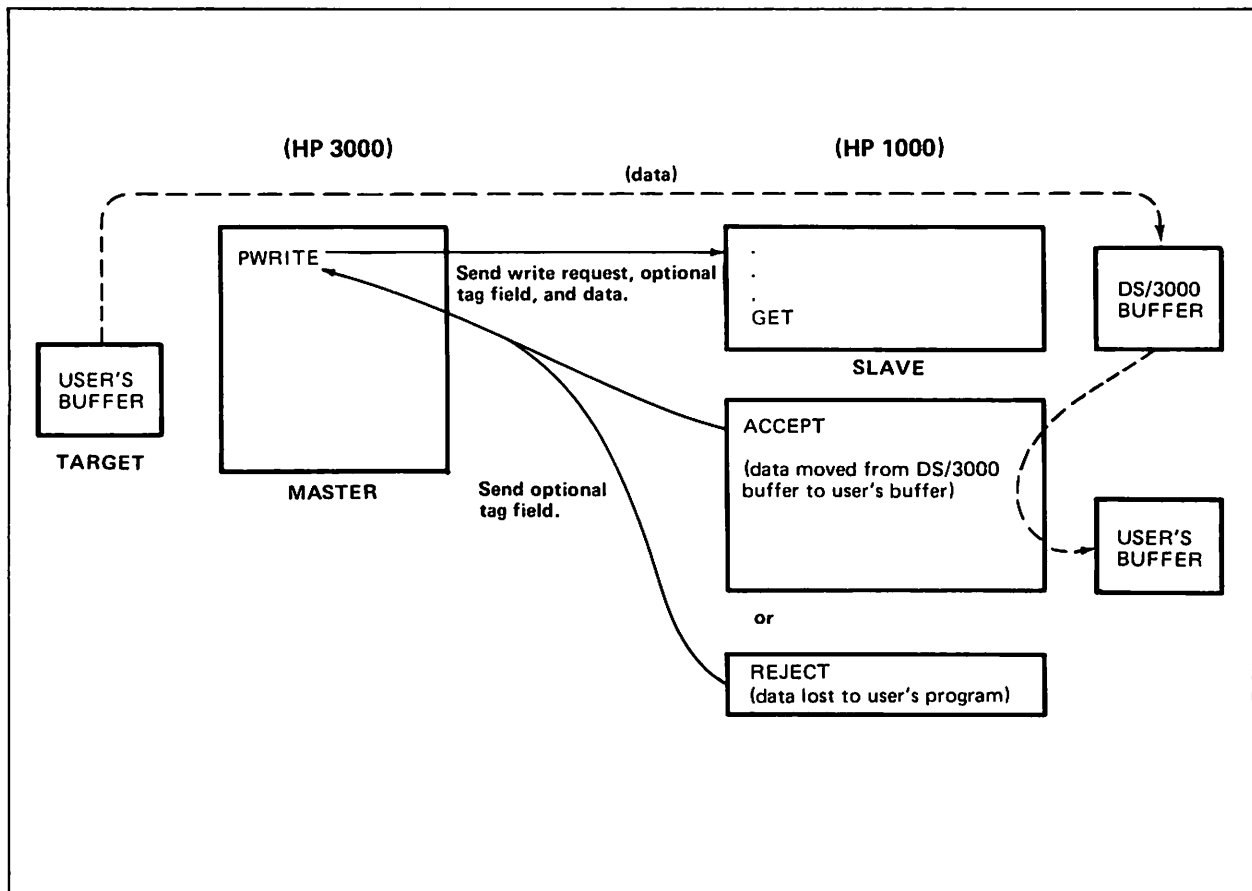 (HP 3000)
(HP 1000)
(data)
PWRITE
Send write request, optional
tag field, and data.
.
.
.
GET
DS/3000
BUFFER
SLAVE
USER'S
BUFFER
TARGET
MASTER
ACCEPT
(data moved from DS/3000
buffer to user's buffer)
Send optional
tag field.
USER'S
BUFFER
or
REJECT
(data lost to user's program)